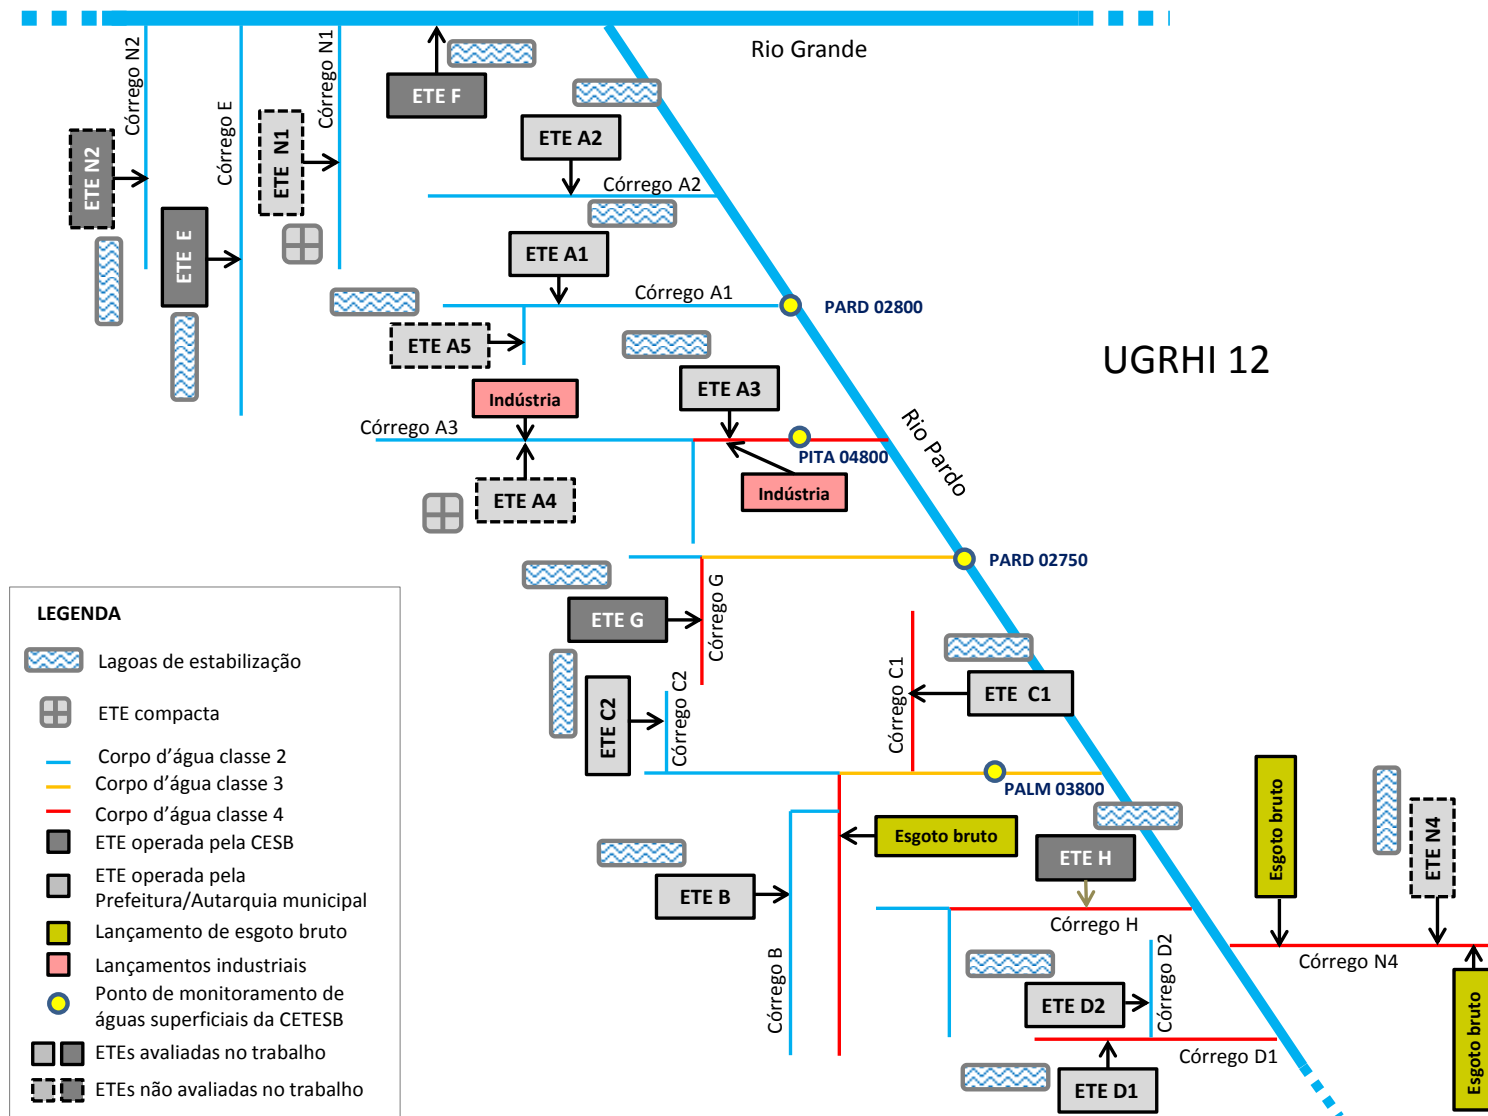 Rio Grande
Córrego N2
Córrego E
Córrego N1
ETE F
ETE N2
ETE E
ETE N1
ETE A2
Córrego A2
ETE A1
Córrego A1
PARD 02800
ETE A5
UGRHI 12
Indústria
ETE A3
Córrego A3
PITA 04800
Rio Pardo
Indústria
ETE A4
PARD 02750
Córrego G
ETE G
Córrego C2
ETE C2
Córrego C1
ETE C1
PALM 03800
Esgoto bruto
ETE H
Esgoto bruto
ETE N4
ETE B
Córrego H
Córrego B
Córrego D2
Córrego N4
ETE D2
Esgoto bruto
Córrego D1
ETE D1
LEGENDA
Lagoas de estabilização
ETE compacta
Corpo d'água classe 2
Corpo d'água classe 3
Corpo d'água classe 4
ETE operada pela CESB
ETE operada pela
Prefeitura/Autarquia municipal
Lançamento de esgoto bruto
Lançamentos industriais
Ponto de monitoramento de
águas superficiais da CETESB
ETEs avaliadas no trabalho
ETEs não avaliadas no trabalho